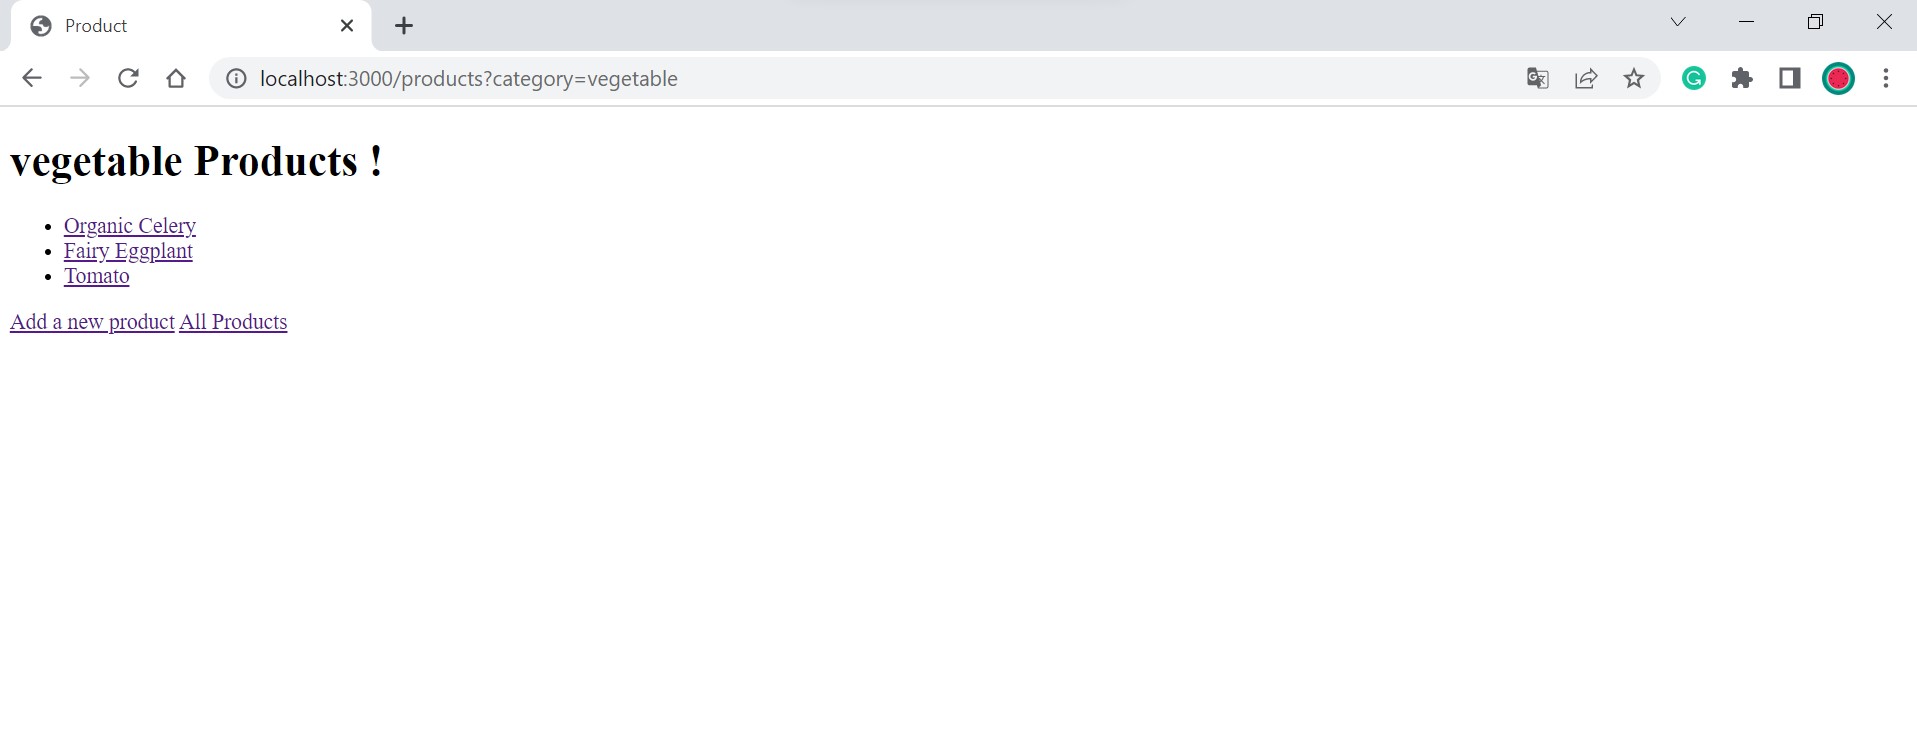 Product
localhost:3000/products?category=vegetable
vegetable Products !
Organic Celery
Fairy Eggplant
Tomato
Add a new product All Products